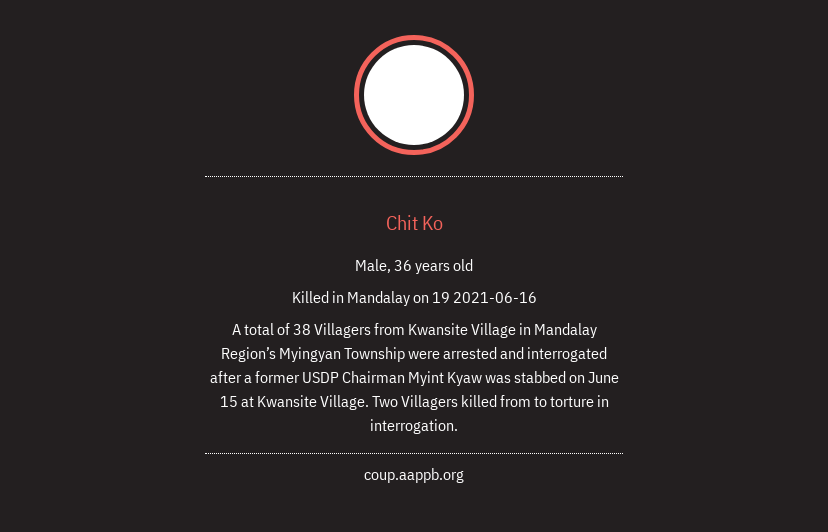 Chit Ko
Male, 36 years old
Killed in Mandalay on 19 2021-06-16
A total of 38 Villagers from Kwansite Village in Mandalay
Region’s Myingyan Township were arrested and interrogated
after a former USDP Chairman Myint Kyaw was stabbed on June
15 at Kwansite Village. Two Villagers killed from to torture in
interrogation.
coup.aappb.org